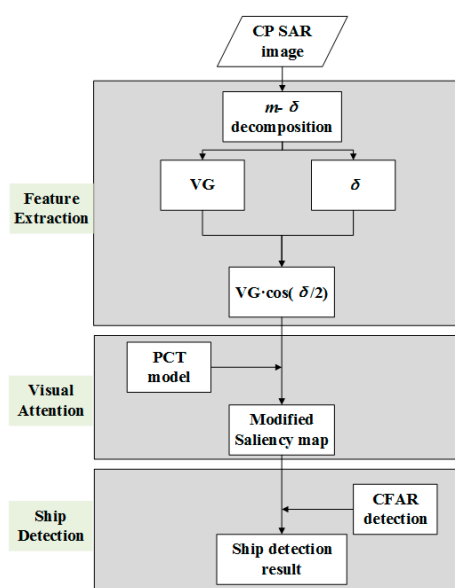 CP SAR
image
m- δ
decomposition
VG
δ
Feature
Extraction
VG·cos( δ/2)
PCT
model
Visual
Attention
Modified
Saliency map
Ship
Detection
CFAR
detection
Ship detection
result